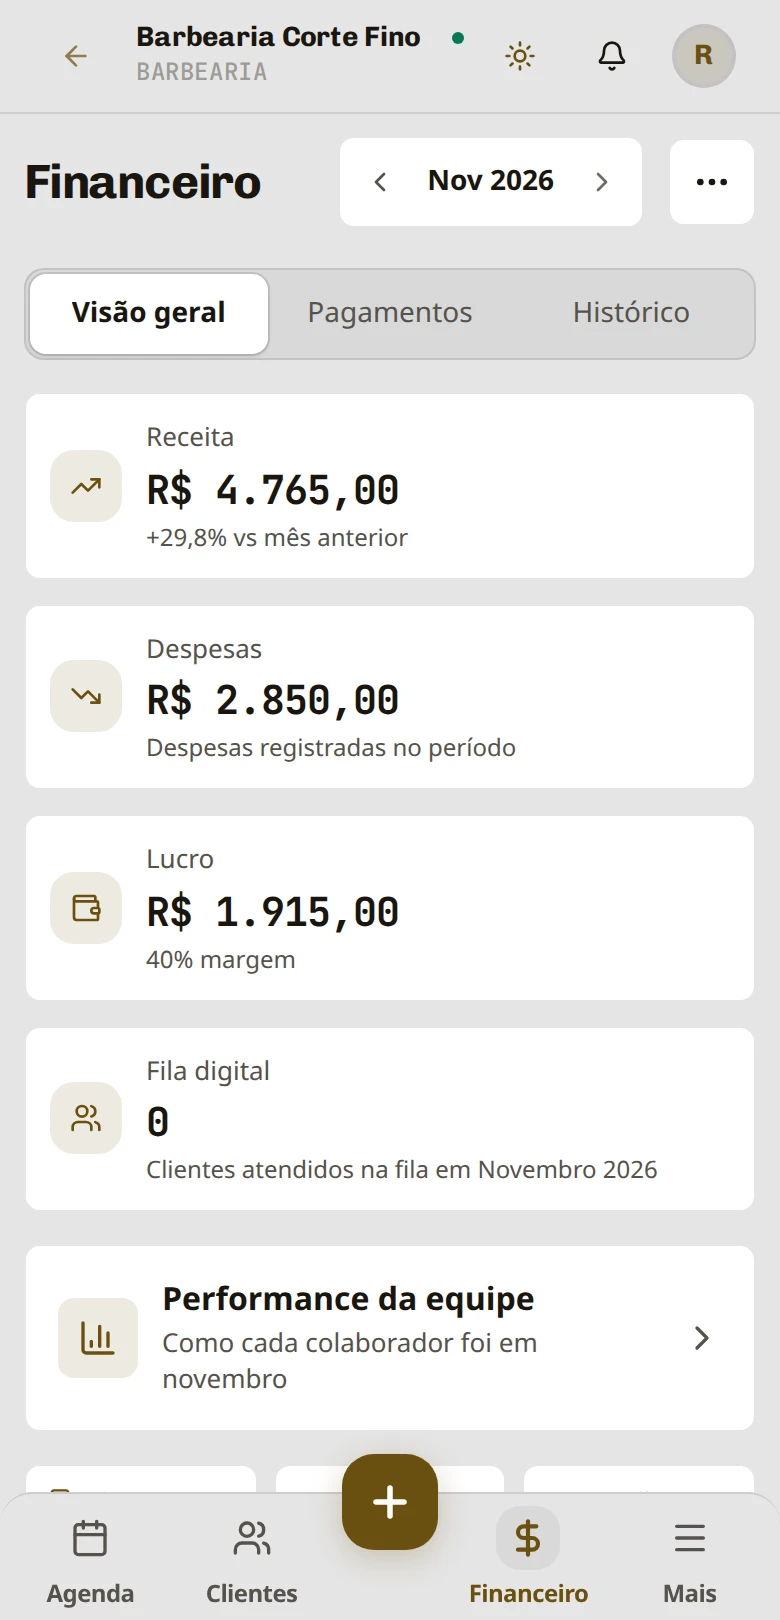 Barbearia Corte Fino
BARBEARIA
R
Financeiro
Nov 2026
Visão geral
Pagamentos
Histórico
Receita
R$ 4.765,00
+29,8% vs mês anterior
Despesas
R$ 2.850,00
Despesas registradas no período
Lucro
R$ 1.915,00
40% margem
Fila digital
0
Clientes atendidos na fila em Novembro 2026
Performance da equipe
Como cada colaborador foi em
novembro
Agenda
Clientes
Financeiro
Mais